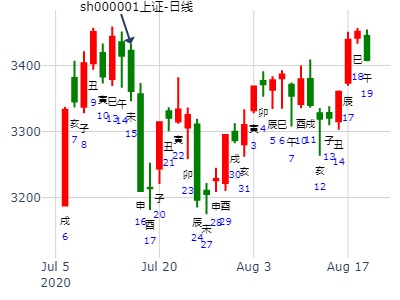 sh000001上证-日线
3400
3300
3200
戌
6
亥
7
子
8
丑
9
寅
10
巳
13
午
14
未
15
申
16
酉
17
子
20
丑
21
寅
22
卯
23
辰
24
未
27
申
28
酉
29
戌
30
亥
31
寅
3
卯
4
辰
5
巳
6
午
7
酉
10
戌
11
亥
12
子
13
丑
14
辰
17
巳
18
午
19
Jul 5
2020
Jul 20
Aug 3
Aug 17